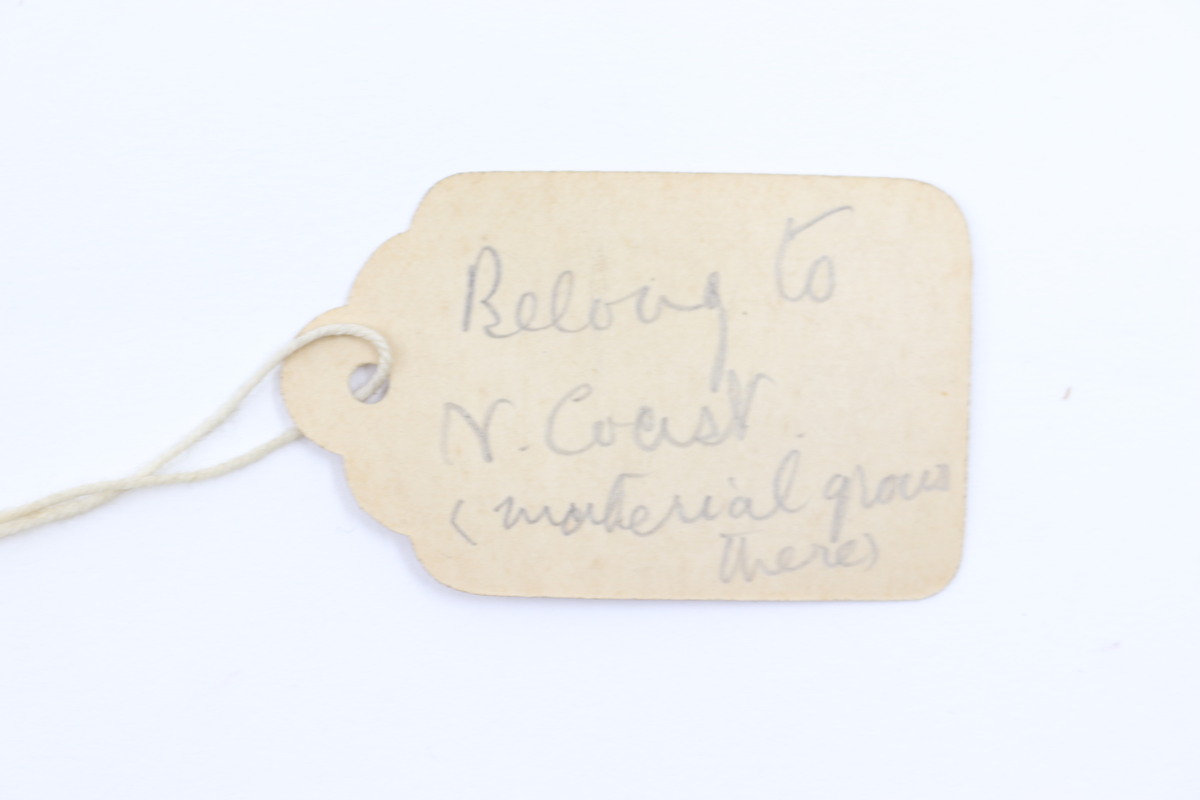 Belong to
N. Coast.
(material grows
there)